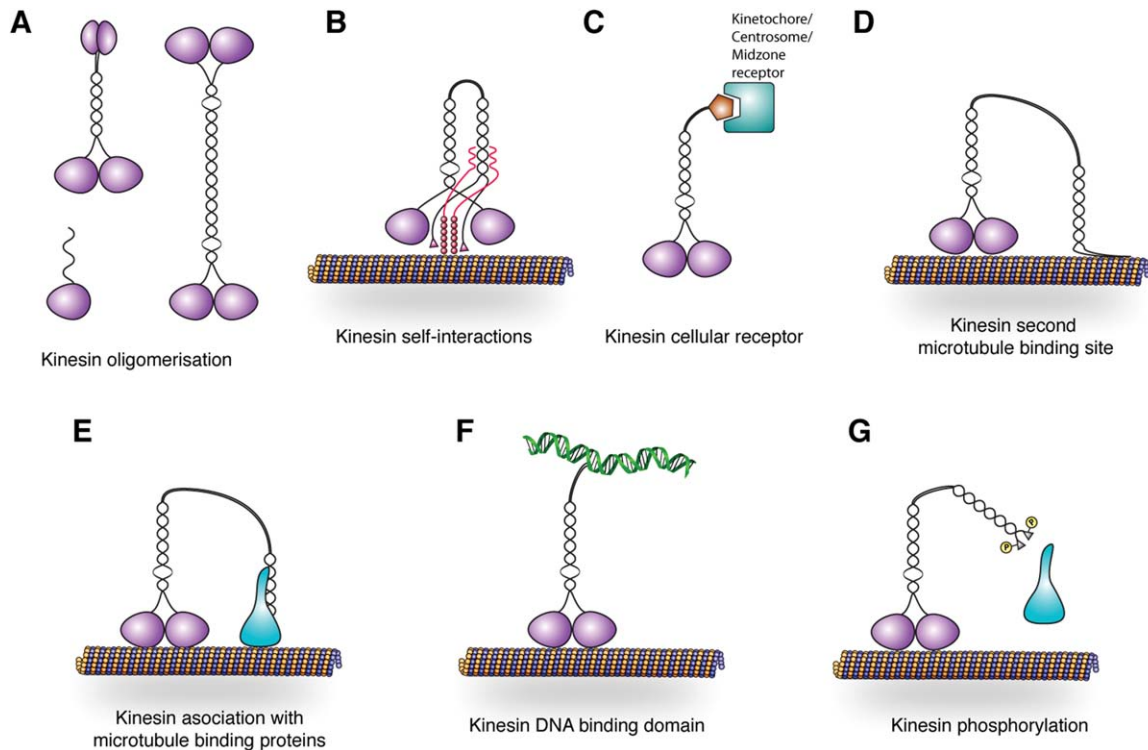 A
B
C
Kinetochore/
Centrosome/
Midzone
receptor
D
Kinesin oligomerisation
Kinesin self-interactions
Kinesin cellular receptor
Kinesin second
microtubule binding site
E
F
G
P
P
Kinesin asociation with
microtubule binding proteins
Kinesin DNA binding domain
Kinesin phosphorylation